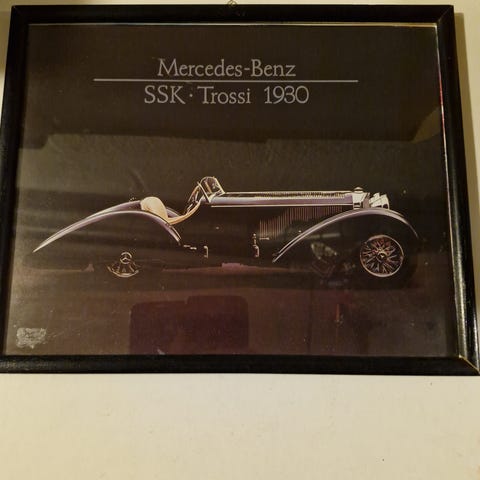 Mercedes-Benz
SSK · Trossi 1930